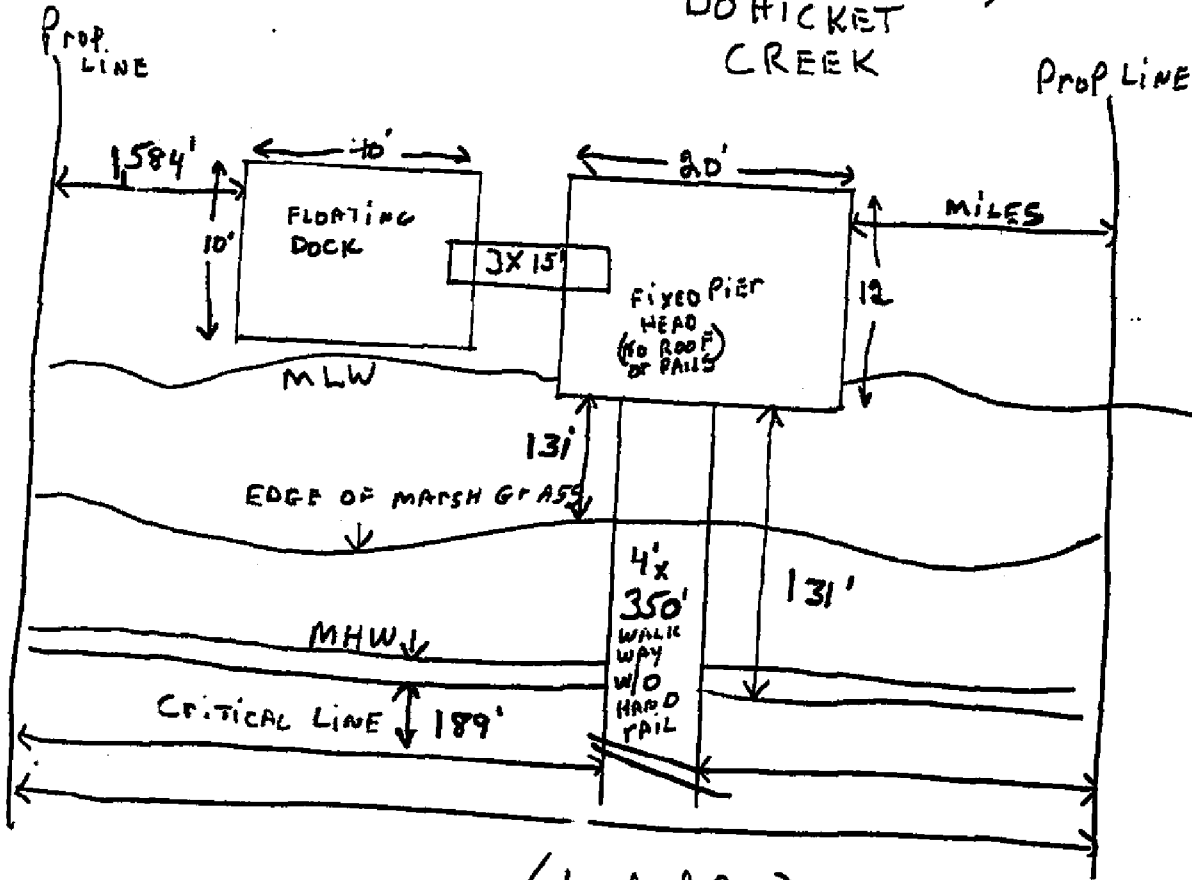 BOHICKET
CREEK
Prop.
LINE
Prop LINE
1,584'
10'
20'
MILES
FLOATING
DOCK
10'
3X15'
FIXED PIER
HEAD
(NO ROOF
or RAILS)
12
MLW
131'
EDGE OF MARSH GrASS
4'x
350'
WALK
WAY
W/O
HAND
rAIL
131'
MHW
CriTICAL LINE
189'